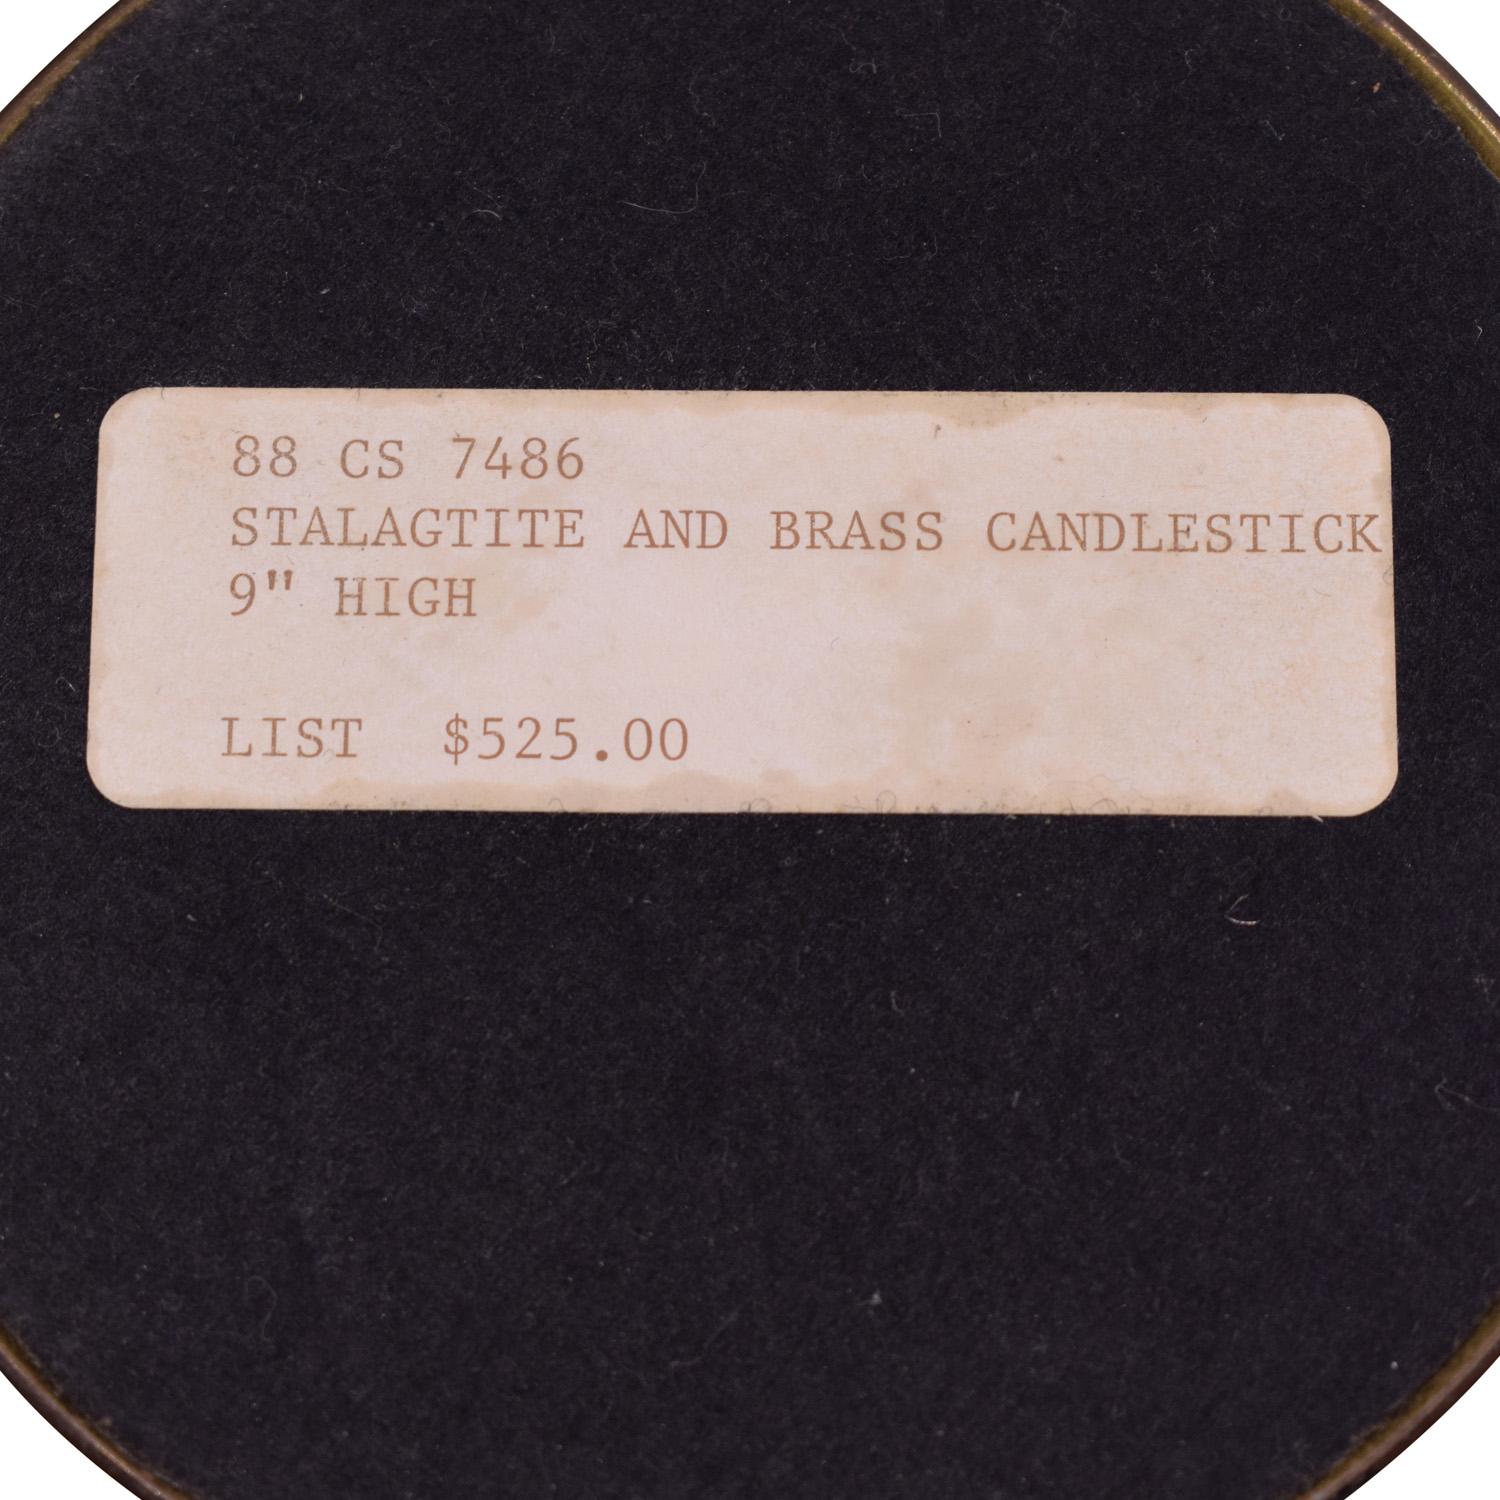 88 CS 7486
STALAGTITE AND BRASS CANDLESTICK
9" HIGH
LIST $525.00